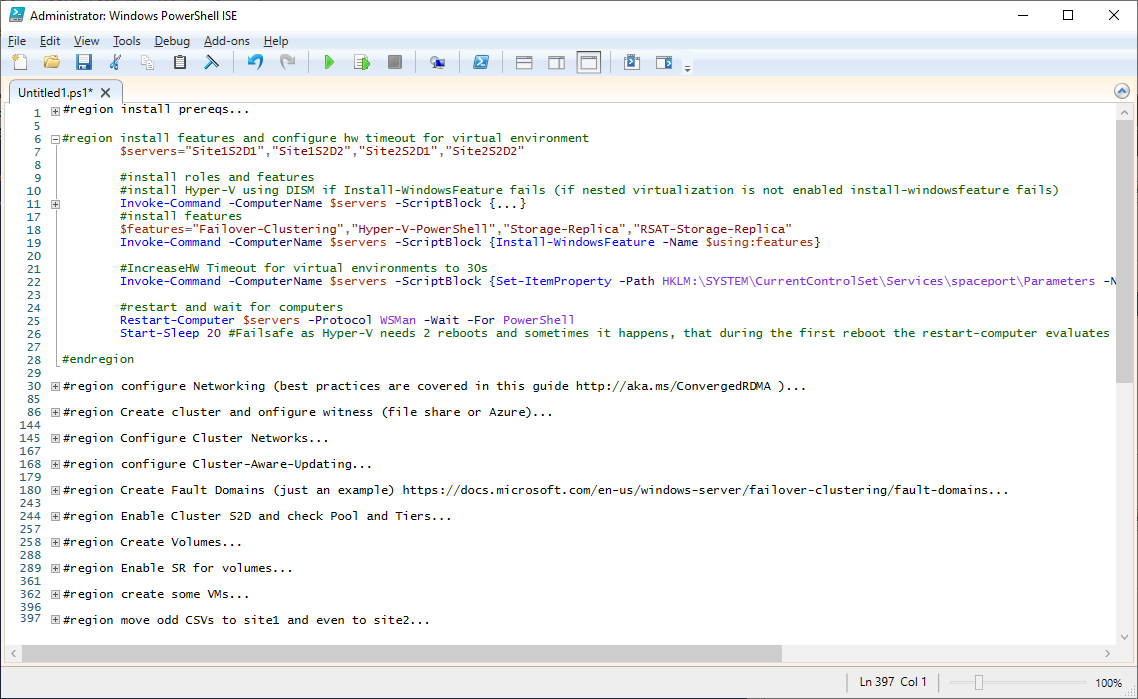 Administrator: Windows PowerShell ISE
File Edit View Tools Debug Add-ons Help
Untitled1.ps1* X
1 #region install prereqs...
5
6 #region install features and configure hw timeout for virtual environment
7 $servers="Site1S2D1","Site1S2D2","Site2S2D1","Site2S2D2"
8
9 #install roles and features
10 #install Hyper-V using DISM if Install-WindowsFeature fails (if nested virtualization is not enabled install-windowsfeature fails)
11 Invoke-Command -ComputerName $servers -ScriptBlock {...}
17 #install features
18 $features="Failover-Clustering","Hyper-V-PowerShell","Storage-Replica","RSAT-Storage-Replica"
19 Invoke-Command -ComputerName $servers -ScriptBlock {Install-WindowsFeature -Name $using:features}
20
21 #IncreaseHW Timeout for virtual environments to 30s
22 Invoke-Command -ComputerName $servers -ScriptBlock {Set-ItemProperty -Path HKLM:\SYSTEM\CurrentControlSet\Services\spaceport\Parameters -N
23
24 #restart and wait for computers
25 Restart-Computer $servers -Protocol WSMan -Wait -For PowerShell
26 Start-Sleep 20 #Failsafe as Hyper-V needs 2 reboots and sometimes it happens, that during the first reboot the restart-computer evaluates
27
28 #endregion
29
30 #region configure Networking (best practices are covered in this guide http://aka.ms/ConvergedRDMA )...
85
86 #region Create cluster and onfigure witness (file share or Azure)...
144
145 #region Configure Cluster Networks...
167
168 #region configure Cluster-Aware-Updating...
179
180 #region Create Fault Domains (just an example) https://docs.microsoft.com/en-us/windows-server/failover-clustering/fault-domains...
243
244 #region Enable Cluster S2D and check Pool and Tiers...
257
258 #region Create Volumes...
288
289 #region Enable SR for volumes...
361
362 #region create some VMs...
396
397 #region move odd CSVs to site1 and even to site2...
Ln 397 Col 1 100%